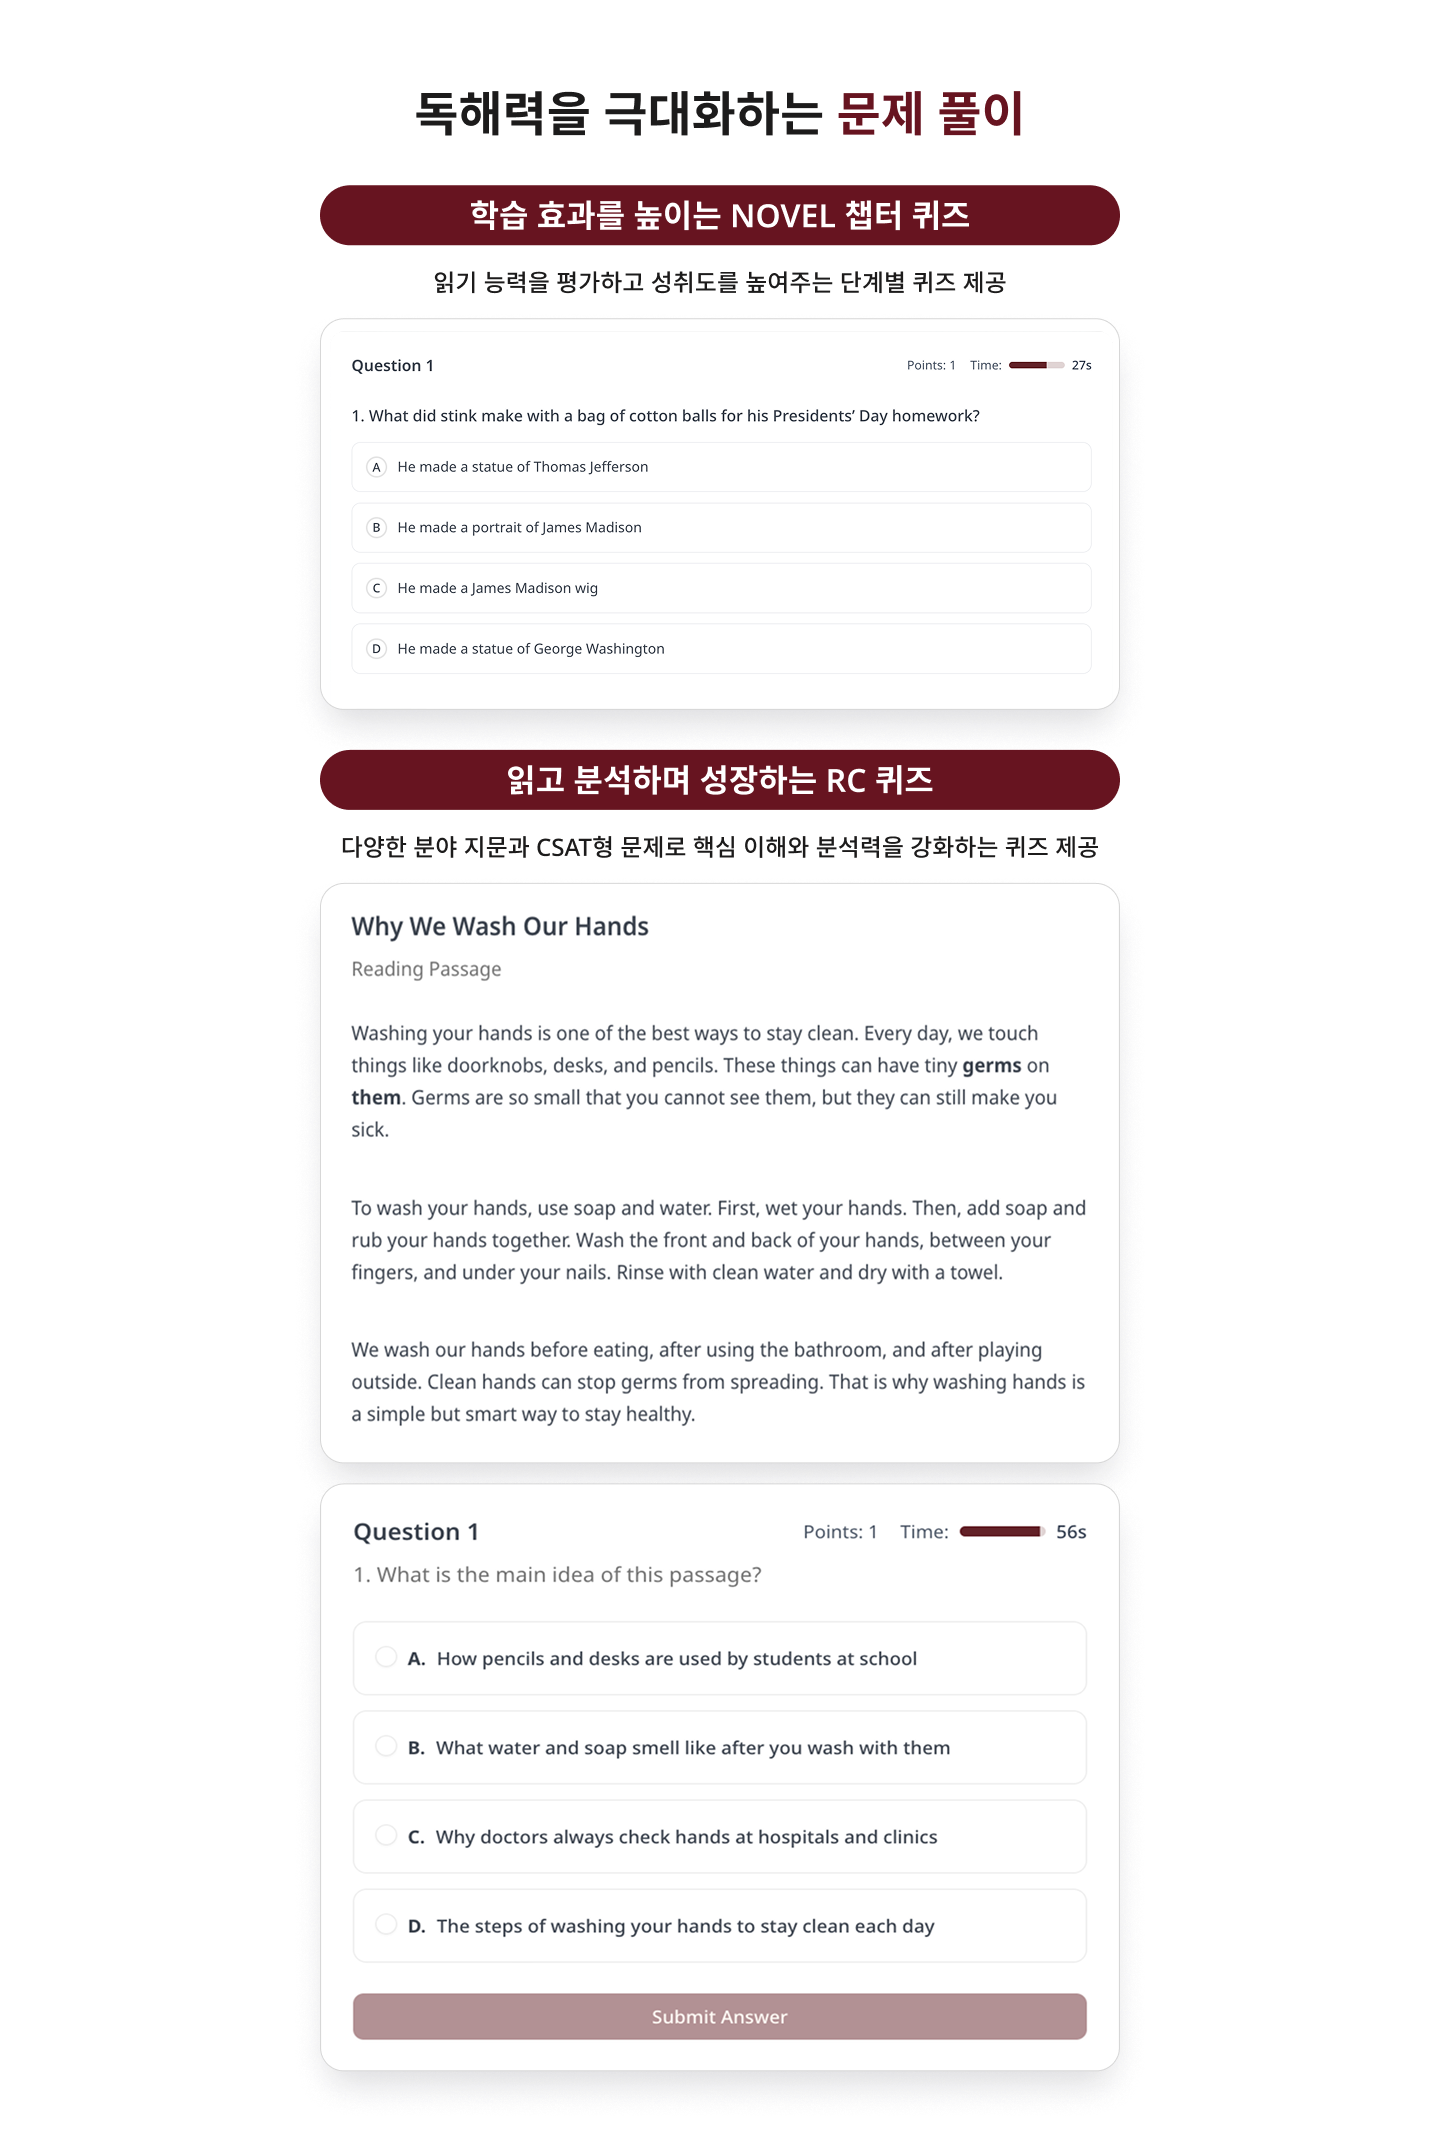 독해력을 극대화하는 문제 풀이
학습 효과를 높이는 NOVEL 챕터 퀴즈
읽기 능력을 평가하고 성취도를 높여주는 단계별 퀴즈 제공
Question 1 Points: 1 Time: 27s
1. What did stink make with a bag of cotton balls for his Presidents’ Day homework?
A He made a statue of Thomas Jefferson
B He made a portrait of James Madison
C He made a James Madison wig
D He made a statue of George Washington
읽고 분석하며 성장하는 RC 퀴즈
다양한 분야 지문과 CSAT형 문제로 핵심 이해와 분석력을 강화하는 퀴즈 제공
Why We Wash Our Hands
Reading Passage
Washing your hands is one of the best ways to stay clean. Every day, we touch
things like doorknobs, desks, and pencils. These things can have tiny germs on
them. Germs are so small that you cannot see them, but they can still make you
sick.
To wash your hands, use soap and water. First, wet your hands. Then, add soap and
rub your hands together. Wash the front and back of your hands, between your
fingers, and under your nails. Rinse with clean water and dry with a towel.
We wash our hands before eating, after using the bathroom, and after playing
outside. Clean hands can stop germs from spreading. That is why washing hands is
a simple but smart way to stay healthy.
Question 1 Points: 1 Time: 56s
1. What is the main idea of this passage?
A. How pencils and desks are used by students at school
B. What water and soap smell like after you wash with them
C. Why doctors always check hands at hospitals and clinics
D. The steps of washing your hands to stay clean each day
Submit Answer